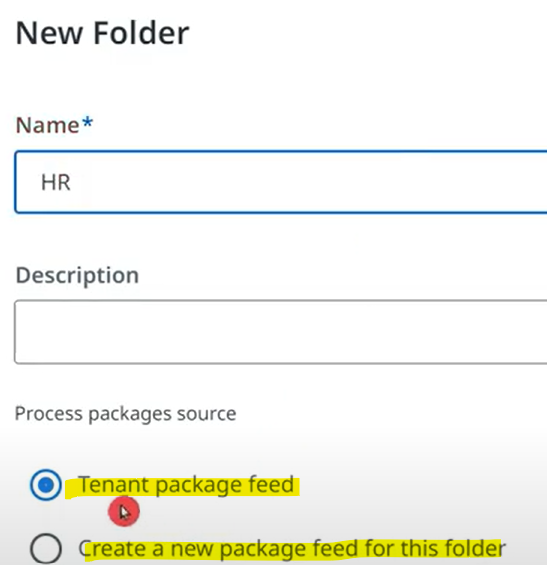 New Folder
Name*
HR
Description
Process packages source
Tenant package feed
Create a new package feed for this folder